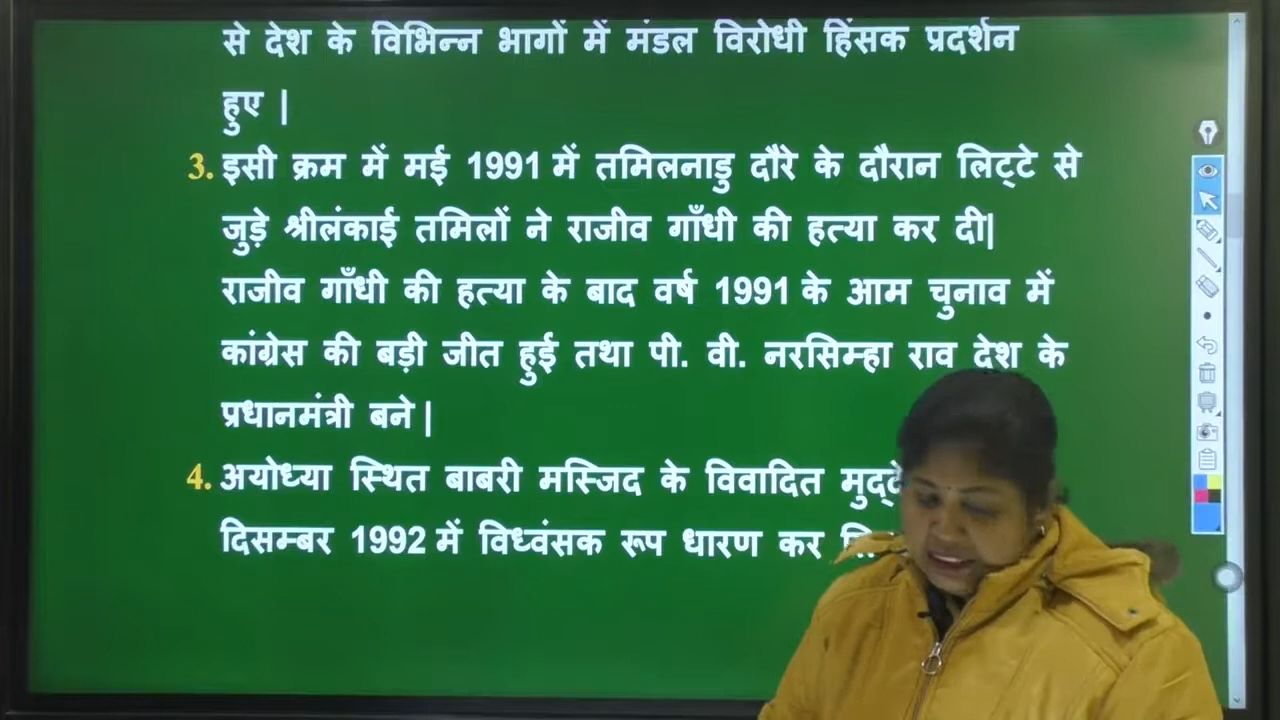 से देश के विभिन्न भागों में मंडल विरोधी हिंसक प्रदर्शन
हुए |
3. इसी क्रम में मई 1991 में तमिलनाडु दौरे के दौरान लिट्टे से
जुड़े श्रीलंकाई तमिलों ने राजीव गाँधी की हत्या कर दी|
राजीव गाँधी की हत्या के बाद वर्ष 1991 के आम चुनाव में
कांग्रेस की बड़ी जीत हुई तथा पी. वी. नरसिम्हा राव देश के
प्रधानमंत्री बने |
4. अयोध्या स्थित बाबरी मस्जिद के विवादित
दिसम्बर 1992 में विध्वंसक रूप धारण कर